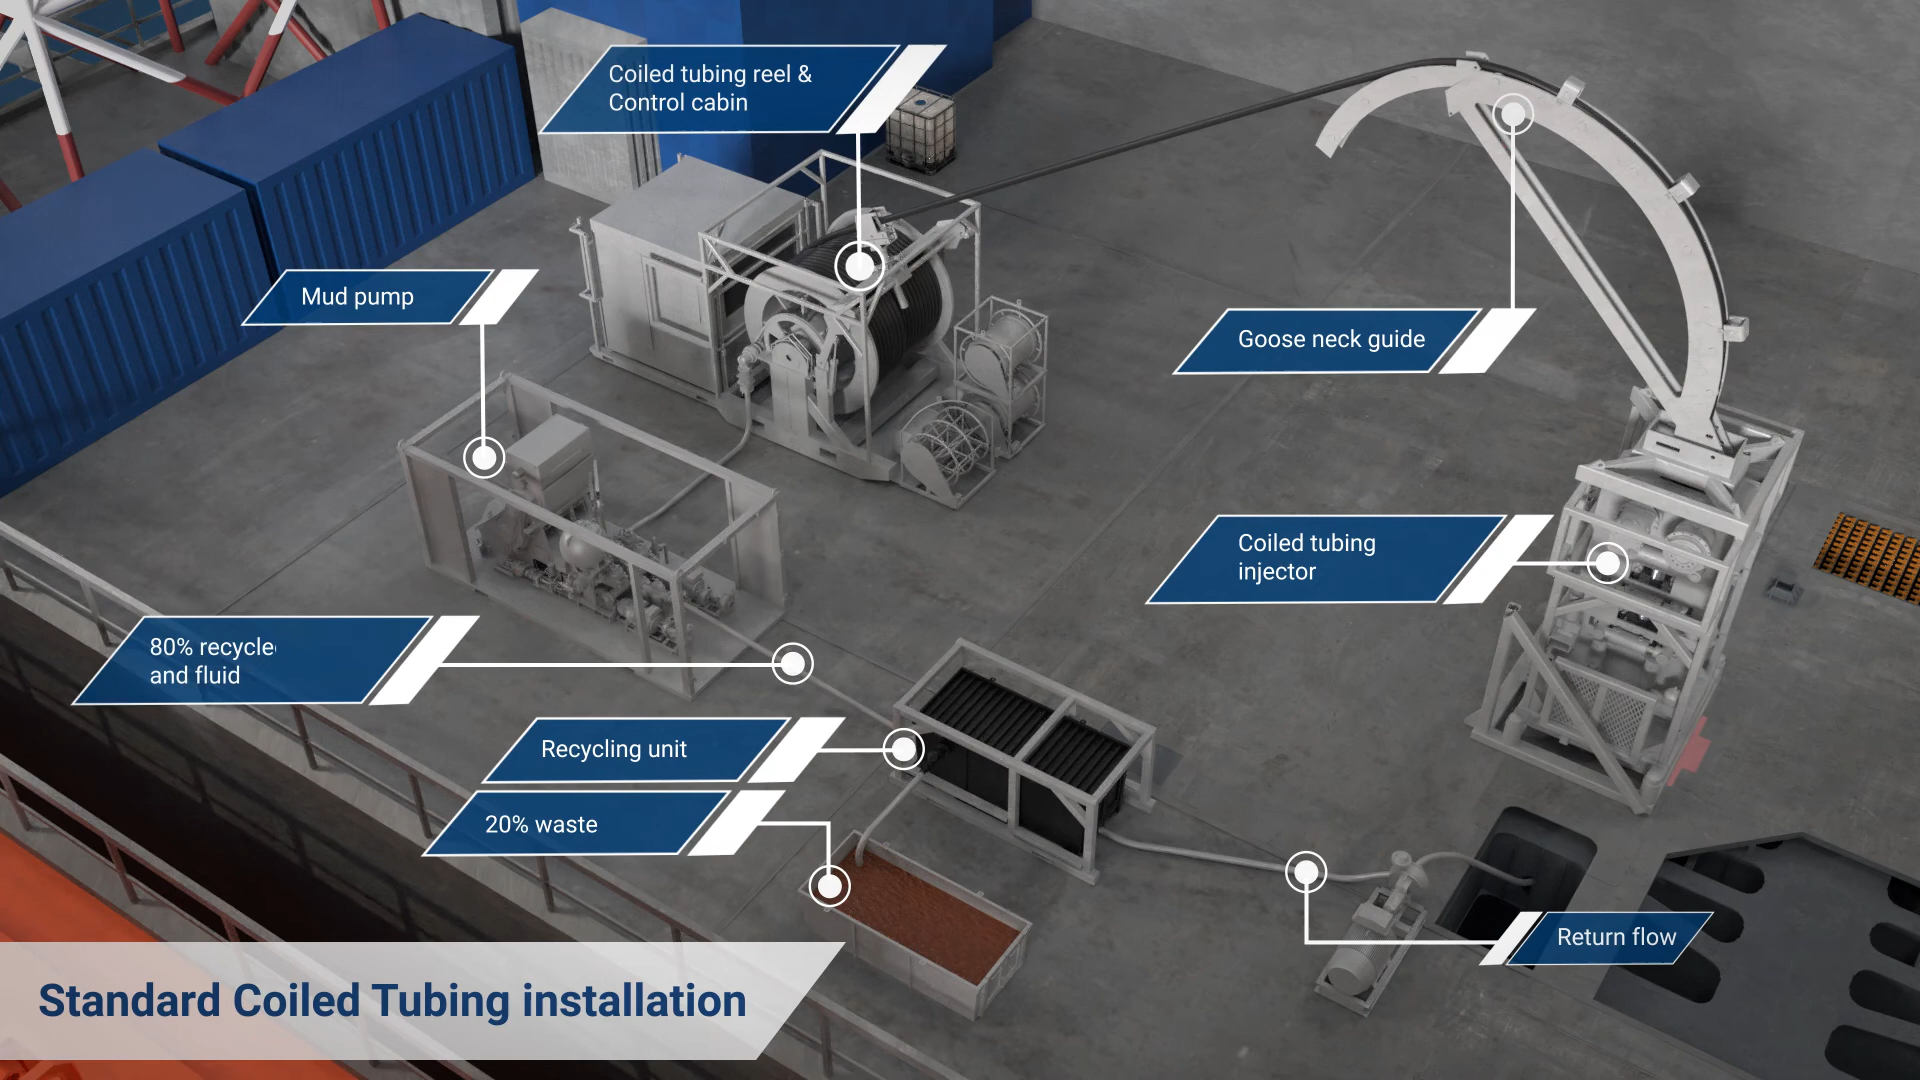 Coiled tubing reel &
Control cabin
Mud pump
Goose neck guide
Coiled tubing
injector
80% recycle
and fluid
Recycling unit
20% waste
Return flow
Standard Coiled Tubing installation